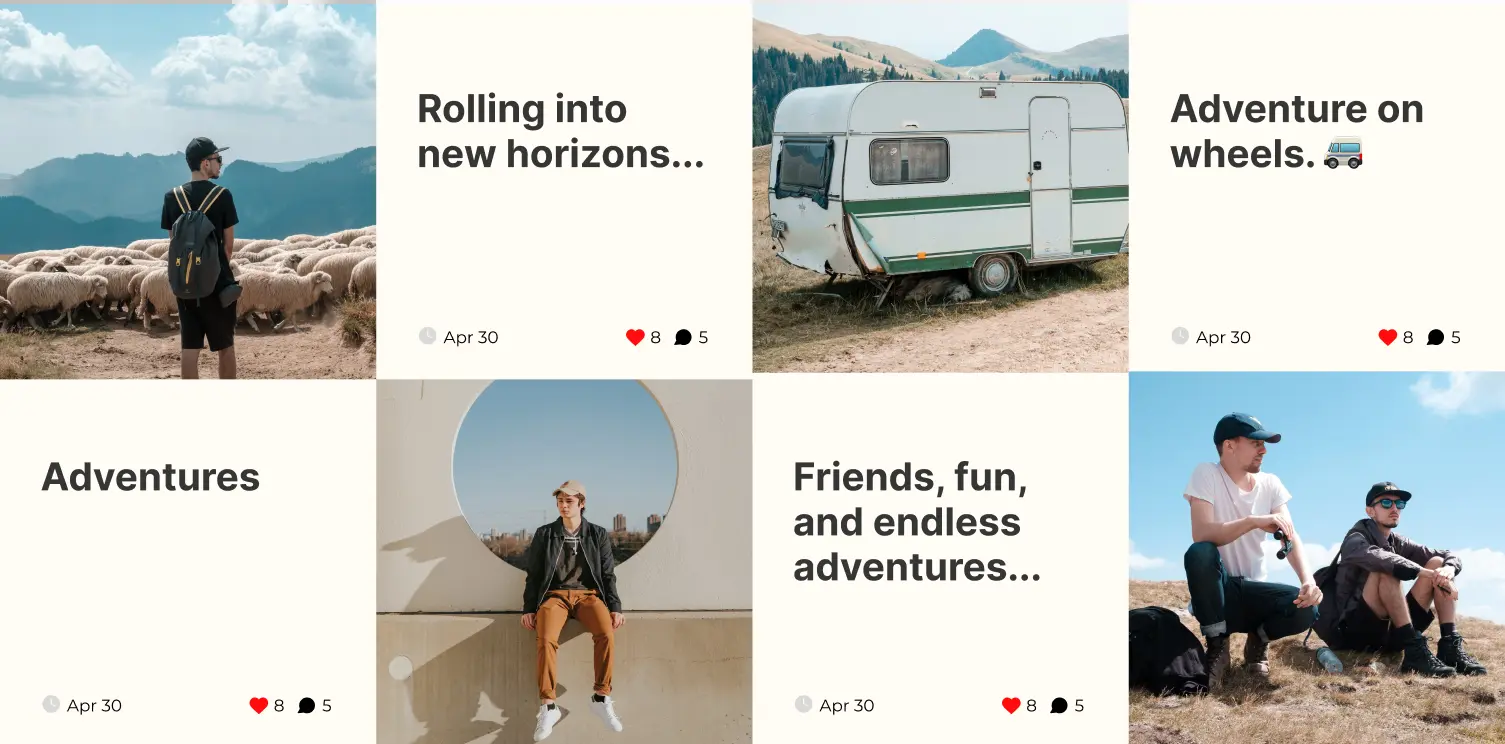 Rolling into
new horizons...
Apr 30 8 5
Adventure on
wheels. 🚐
Apr 30 8 5
Adventures
Apr 30 8 5
Friends, fun,
and endless
adventures...
Apr 30 8 5